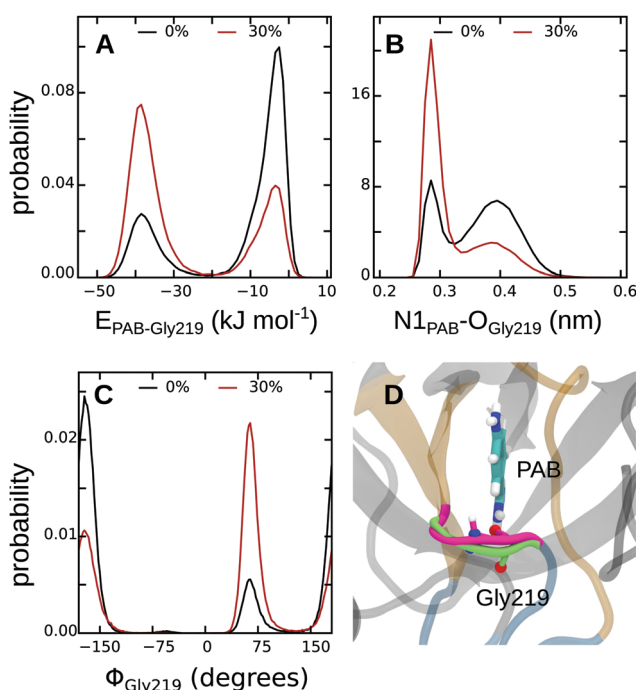 A
0%
30%
0.08
0.04
0.00
probability
−50
−30
−10
10
E_PAB-Gly219 (kJ mol⁻¹)
B
0%
30%
16
8
0
0.2
0.3
0.4
0.5
0.6
N1_PAB-O_Gly219 (nm)
C
0%
30%
0.02
0.01
0.00
probability
−150
−75
0
75
150
Φ_Gly219 (degrees)
D
PAB
Gly219